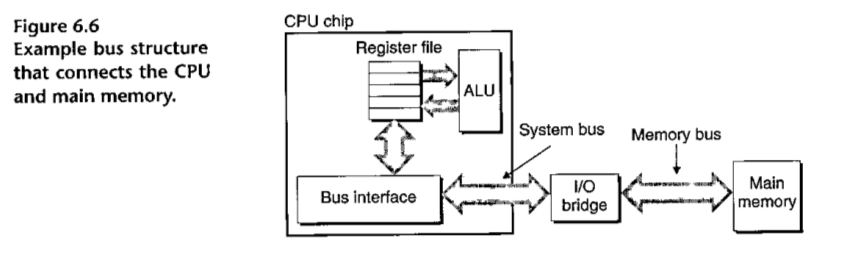 Figure 6.6
Example bus structure
that connects the CPU
and main memory.
CPU chip
Register file
ALU
System bus
Memory bus
Bus interface
I/O
bridge
Main
memory